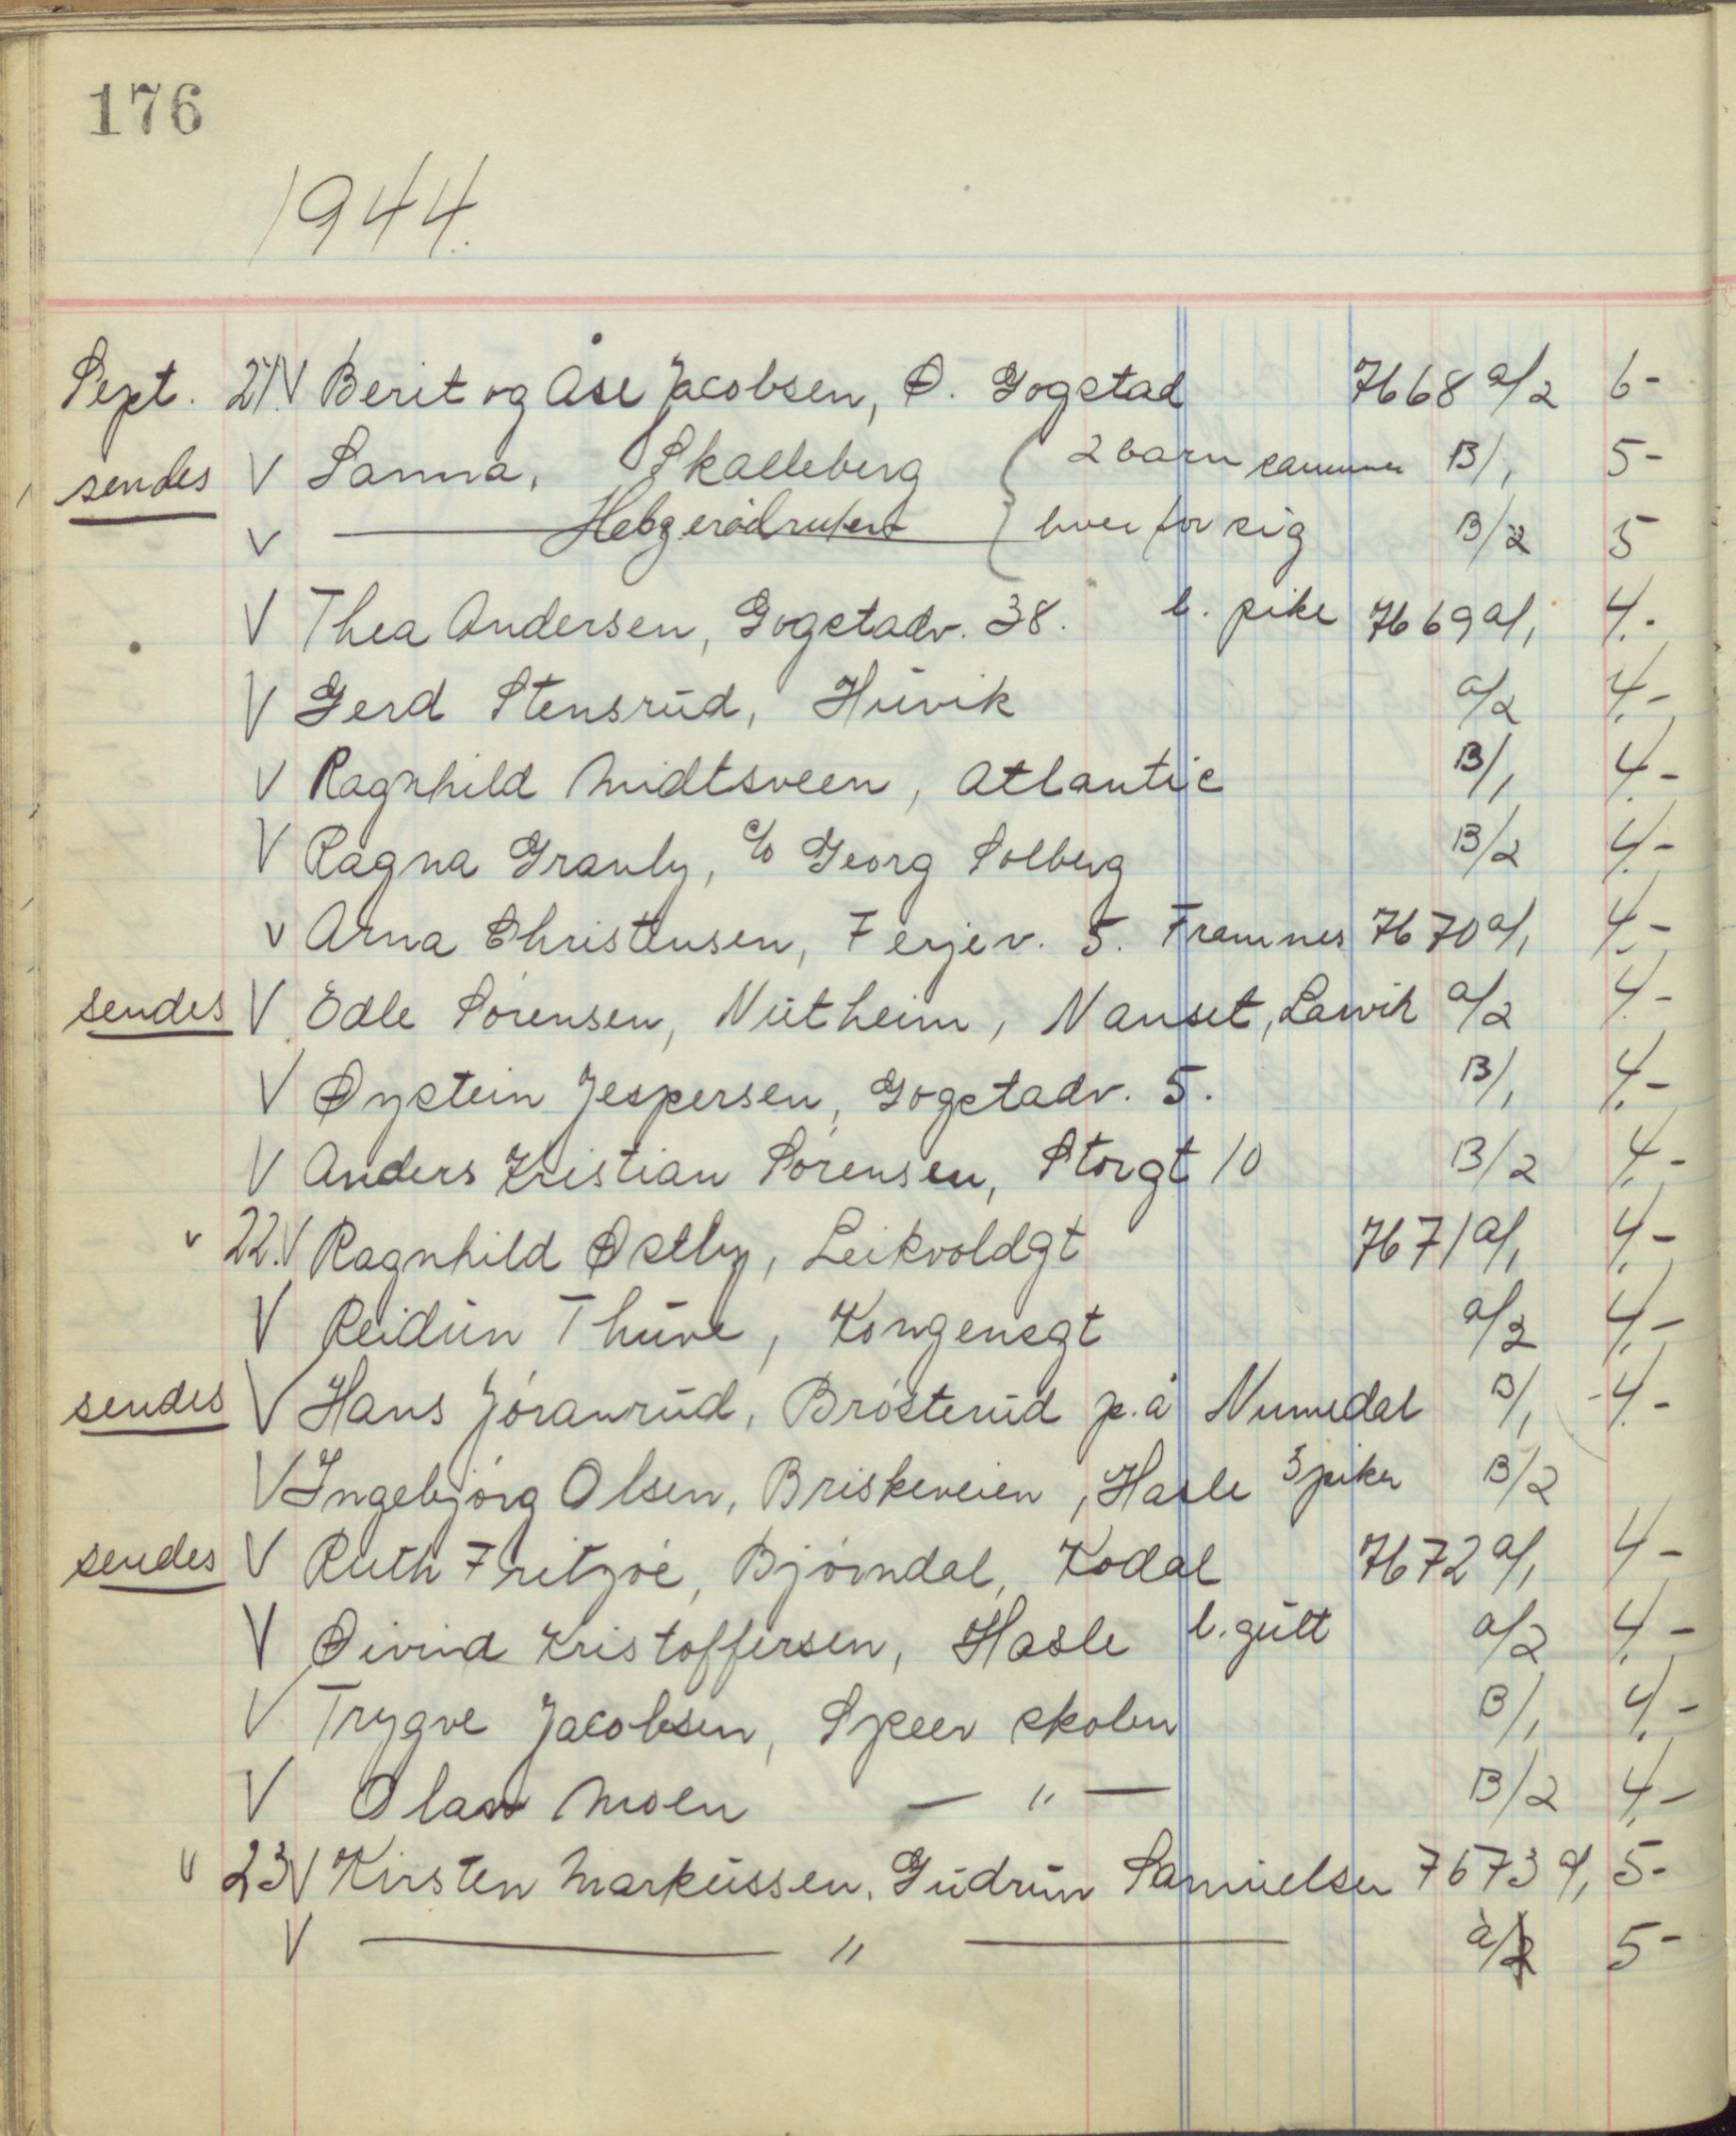 176
1944.
Sept. 21. V Berit og Åse Jacobsen, Ø. Gogstad 7668 a/2 6-
sendes V Sanna, Skalleberg { 2 barn sammen B/1 5-
V Hebgerødruten } hver for sig B/2 5
V Thea Andersen, Gogstadv. 38. l. pike 7669 a/1 4.-
V Gerd Stensrud, Huvik a/2 4.-
V Ragnhild Midtsveen, Atlantic B/1 4.-
V Ragna Granly, c/o Georg Solberg B/2 4.-
v Arna Christensen, Ferjev. 5. Framnes 7670 a/1 4.-
sendes V Edle Sørensen, Nutheim, Nanset, Larvik a/2 4.-
V Øystein Jespersen, Gogstadv. 5. B/1 4.-
V Anders Kristian Sørensen, Storgt 10 B/2 4.-
" 22. V Ragnhild Østby, Leikvoldgt 7671 a/1 4.-
V Reidun Thune, Kongensgt a/2 4.-
sendes V Hans Jøranrud, Brøsterud p.å Numedal B/1 4.-
V Ingebjørg Olsen, Briskeveien, Hasle 3 piker B/2
sendes V Ruth Fritzøe, Bjørndal, Kodal 7672 a/1 4-
V Øivind Kristoffersen, Hasle l. gutt a/2 4.-
V Trygve Jacobsen, Speer skolen B/1 4.-
V Olav Moen — " — B/2 4.-
" 23 V Kirsten Markussen, Gudrun Samuelsen 7673 a/1 5-
V — " — a/2 5-